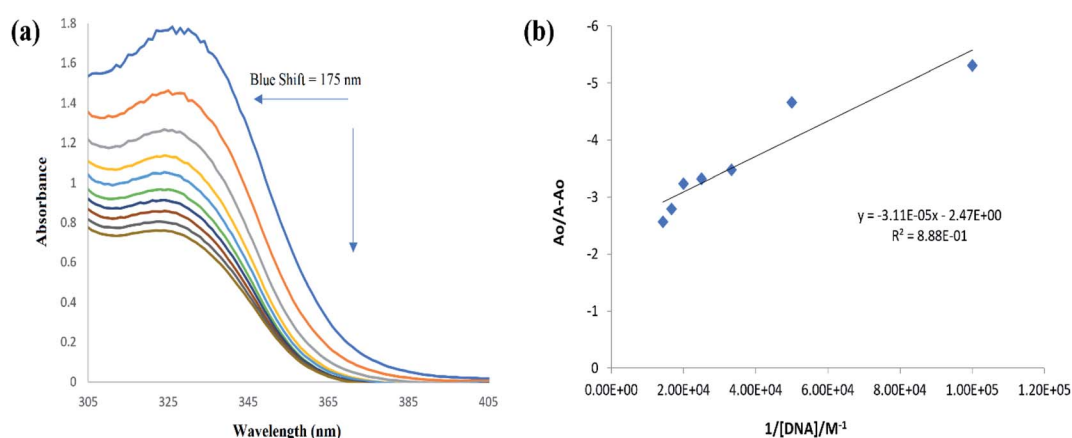 (a)
1.8
1.6
1.4
1.2
1
0.8
0.6
0.4
0.2
0
Absorbance
Blue Shift = 175 nm
305 325 345 365 385 405
Wavelength (nm)
(b)
-6
-5
-4
-3
-2
-1
0
Ao/A-Ao
y = -3.11E-05x - 2.47E+00
R² = 8.88E-01
0.00E+00 2.00E+04 4.00E+04 6.00E+04 8.00E+04 1.00E+05 1.20E+05
1/[DNA]/M⁻¹